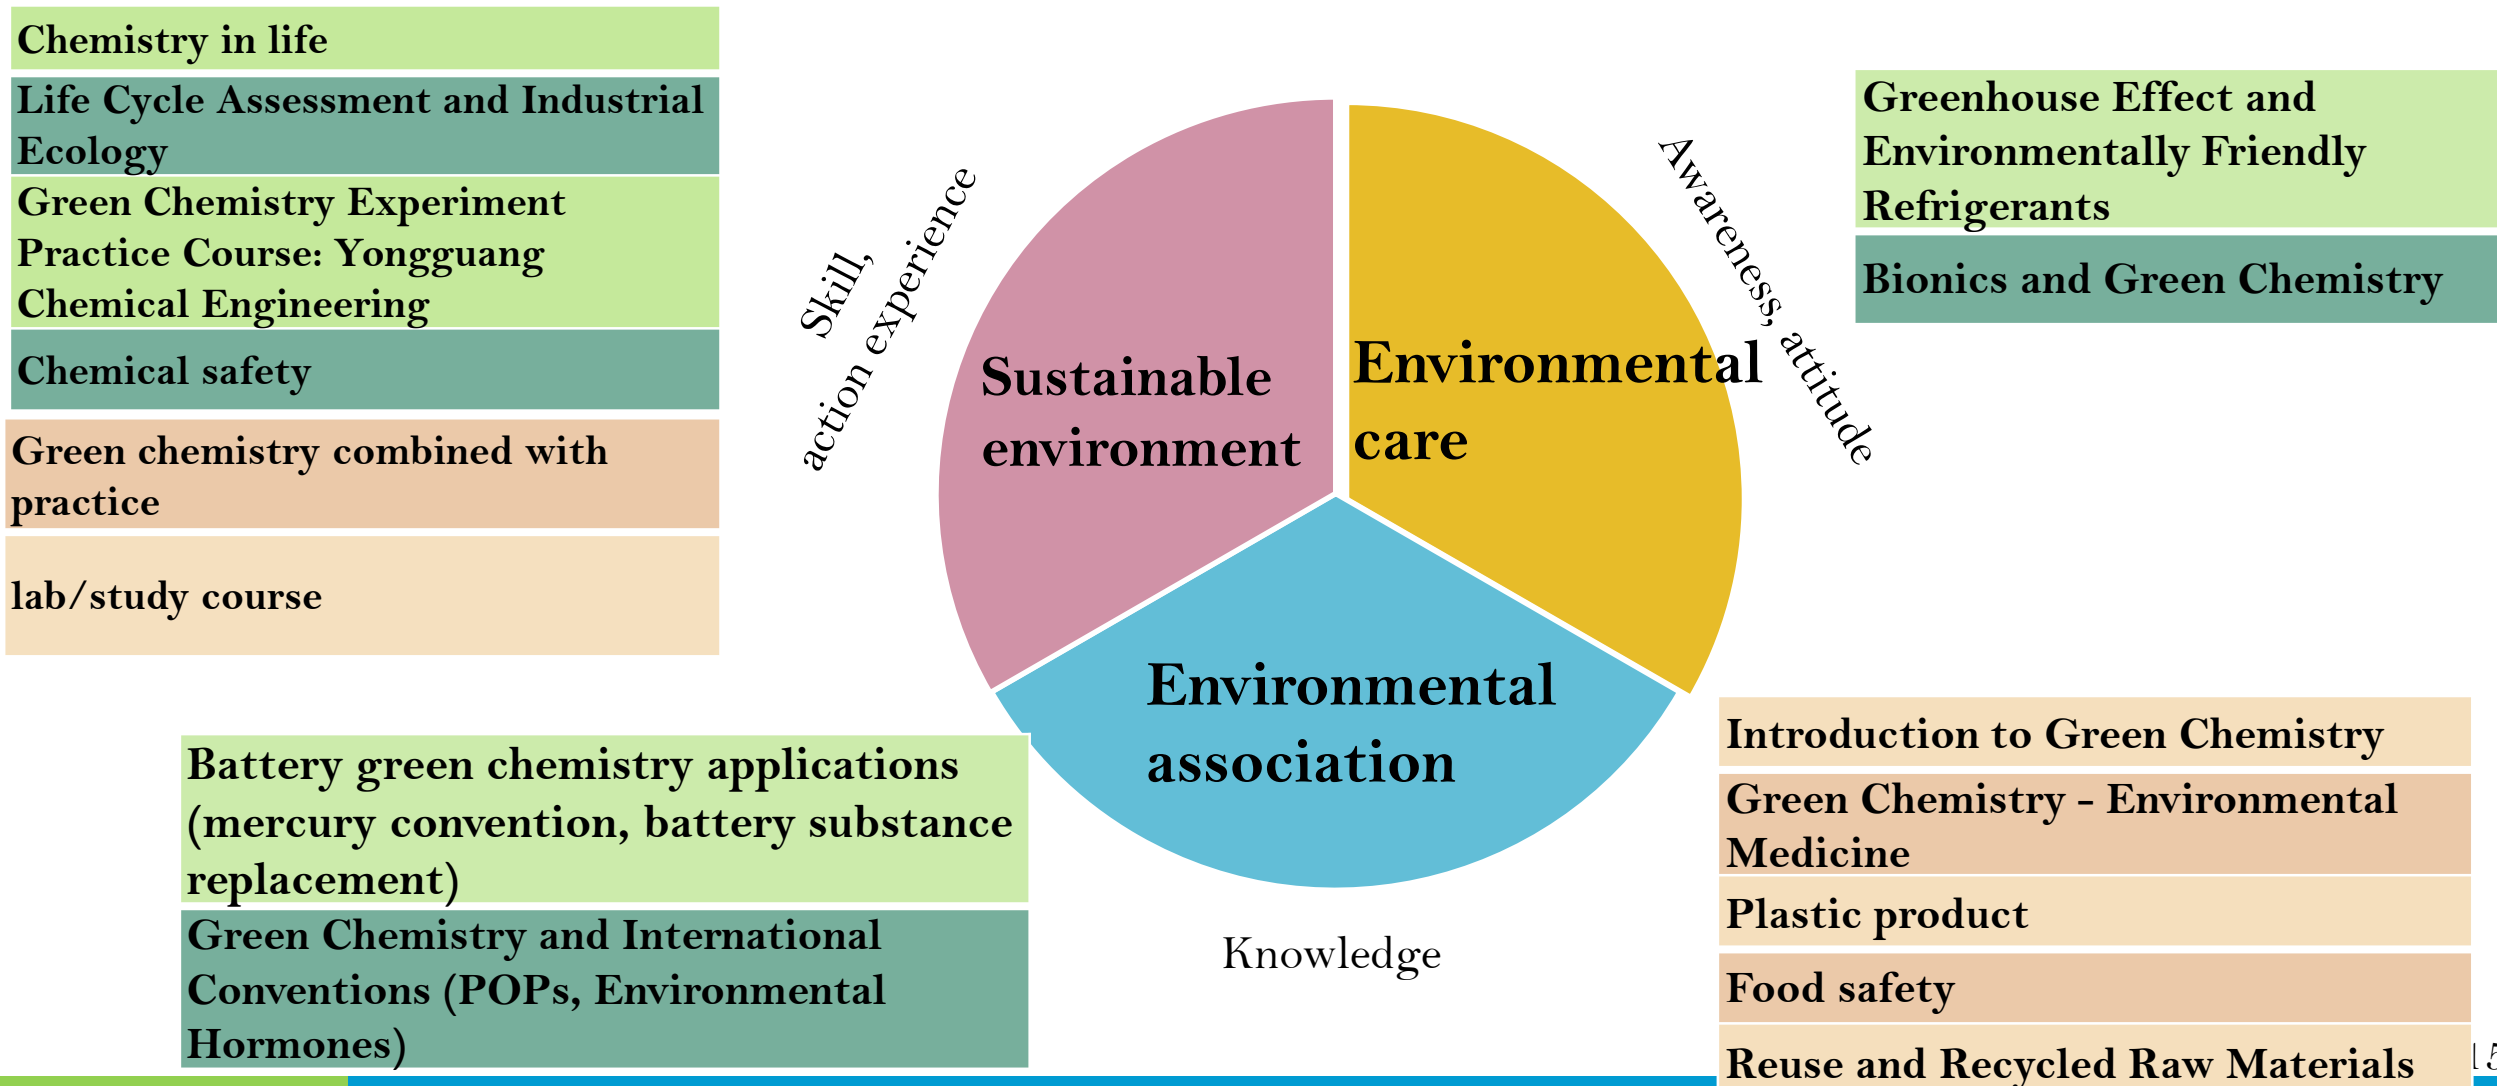 Chemistry in life
Life Cycle Assessment and Industrial
Ecology
Green Chemistry Experiment
Practice Course: Yongguang
Chemical Engineering
Chemical safety
Green chemistry combined with
practice
lab/study course
Skill,
action experience
Sustainable
environment
Environmental
care
Awareness, attitude
Greenhouse Effect and
Environmentally Friendly
Refrigerants
Bionics and Green Chemistry
Environmental
association
Knowledge
Battery green chemistry applications
(mercury convention, battery substance
replacement)
Green Chemistry and International
Conventions (POPs, Environmental
Hormones)
Introduction to Green Chemistry
Green Chemistry - Environmental
Medicine
Plastic product
Food safety
Reuse and Recycled Raw Materials
15